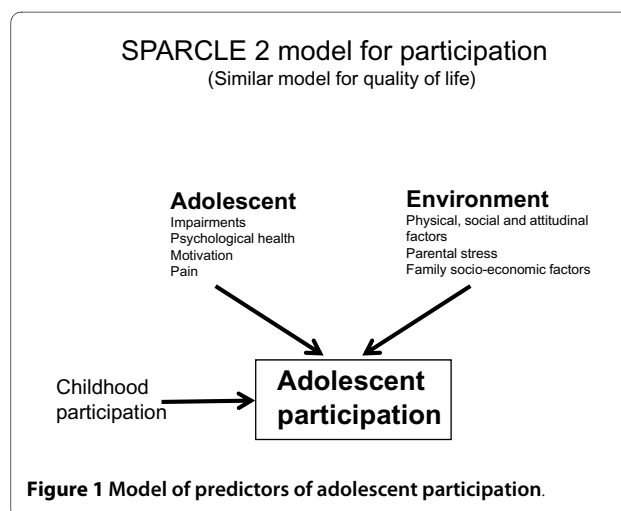 SPARCLE 2 model for participation
(Similar model for quality of life)
Adolescent
Impairments
Psychological health
Motivation
Pain
Environment
Physical, social and attitudinal
factors
Parental stress
Family socio-economic factors
Childhood
participation
Adolescent
participation
Figure 1 Model of predictors of adolescent participation.